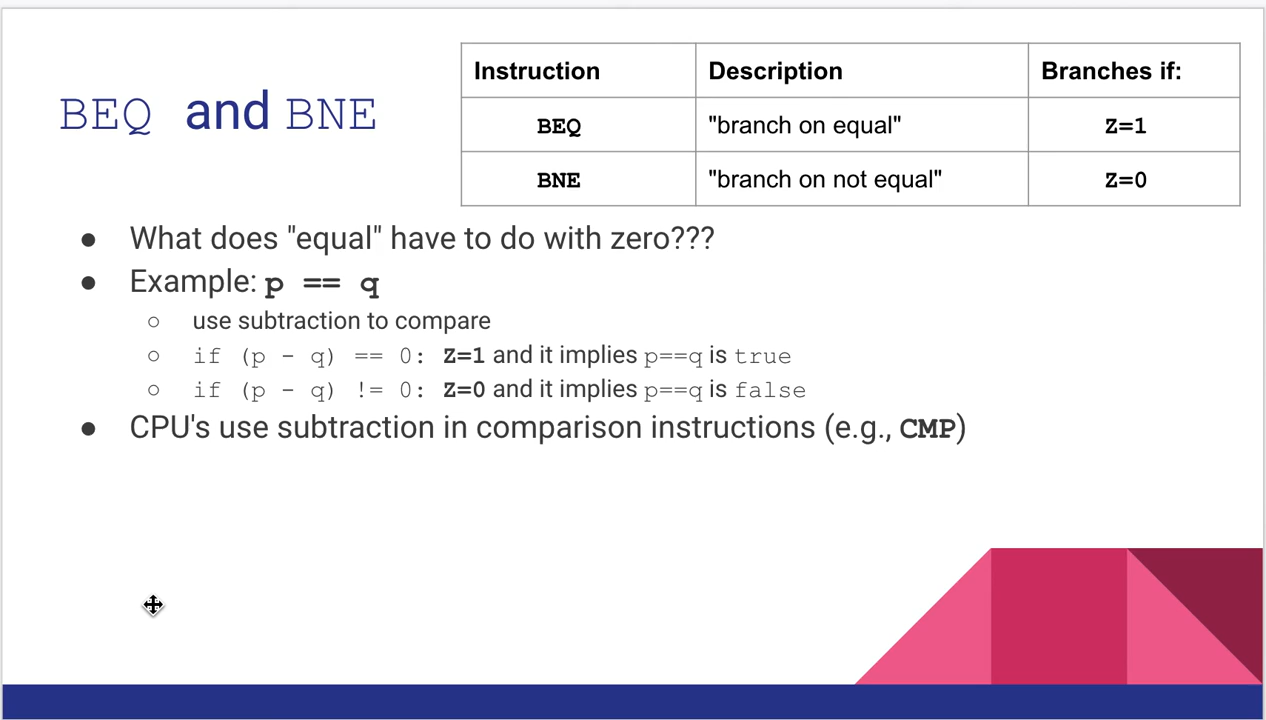 BEQ and BNE
Instruction Description Branches if:
BEQ "branch on equal" Z=1
BNE "branch on not equal" Z=0
● What does "equal" have to do with zero???
● Example: p == q
○ use subtraction to compare
○ if (p - q) == 0: Z=1 and it implies p==q is true
○ if (p - q) != 0: Z=0 and it implies p==q is false
● CPU's use subtraction in comparison instructions (e.g., CMP)